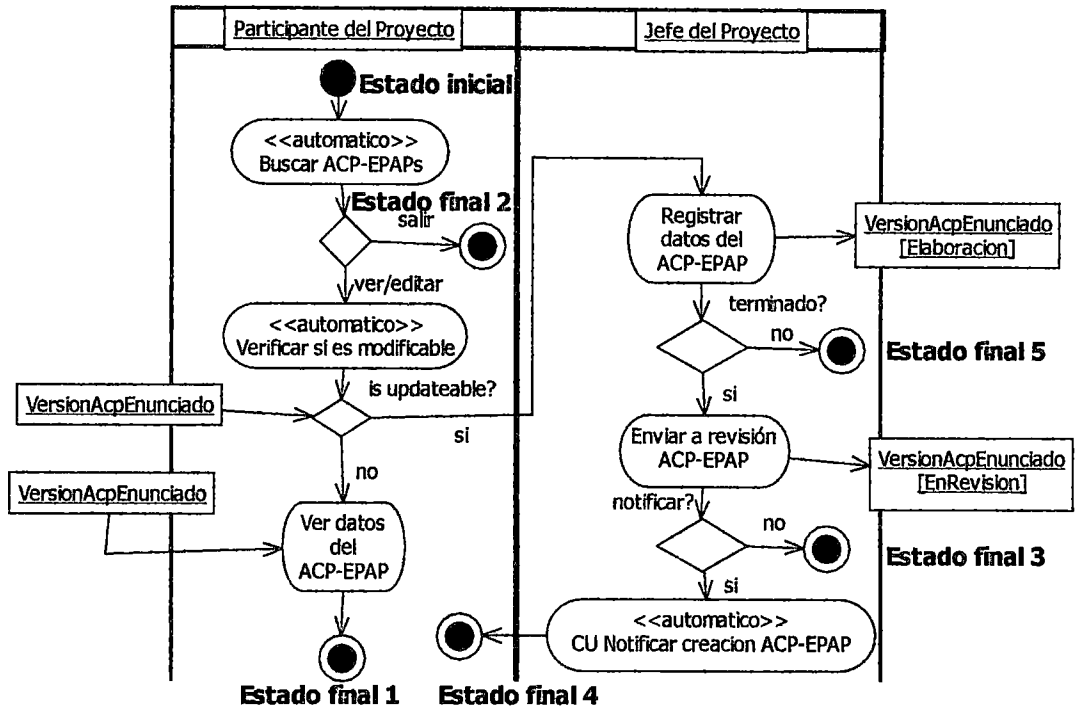 Participante del Proyecto
Jefe del Proyecto
Estado inicial
<<automatico>>
Buscar ACP-EPAPs
Estado final 2
salir
ver/editar
<<automatico>>
Verificar si es modificable
is updateable?
VersionAcpEnunciado
si
no
VersionAcpEnunciado
Ver datos
del
ACP-EPAP
Estado final 1
Registrar
datos del
ACP-EPAP
VersionAcpEnunciado
[Elaboracion]
terminado?
no
Estado final 5
si
Enviar a revisión
ACP-EPAP
VersionAcpEnunciado
[EnRevision]
notificar?
no
Estado final 3
si
<<automatico>>
CU Notificar creacion ACP-EPAP
Estado final 4